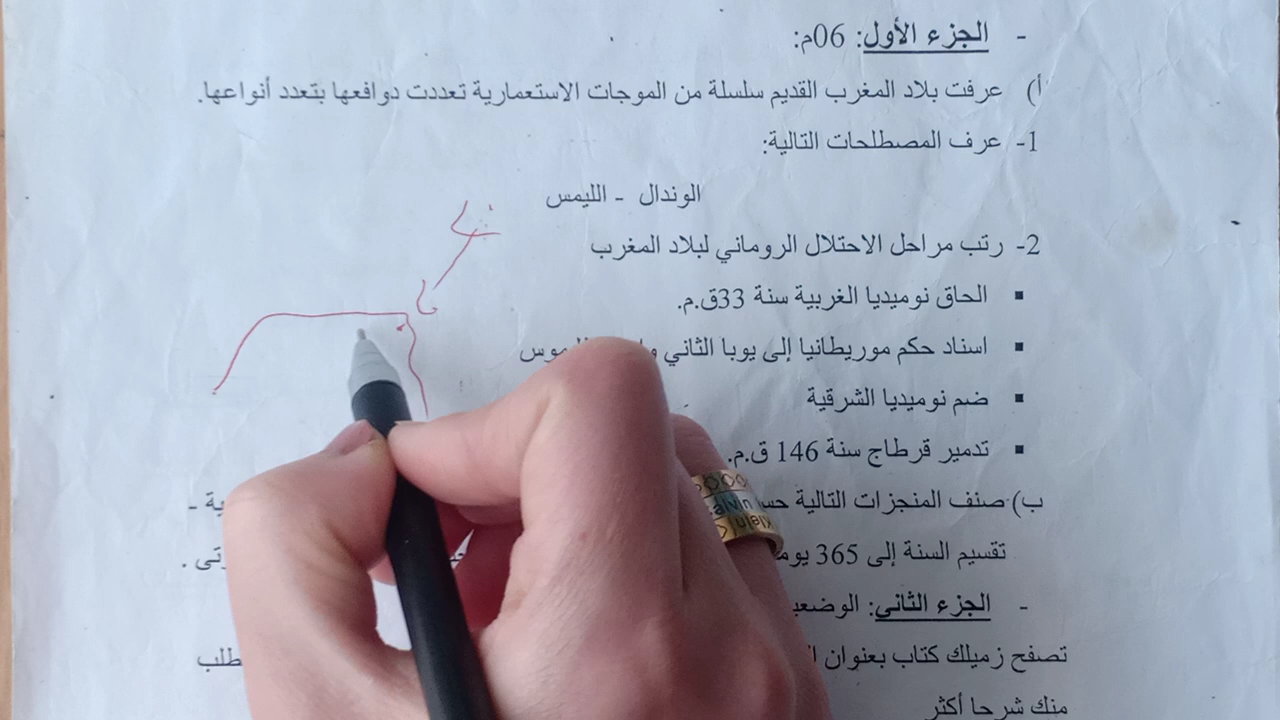 - الجزء الأول: 06م:
أ) عرفت بلاد المغرب القديم سلسلة من الموجات الاستعمارية تعددت دوافعها بتعدد أنواعها.
1- عرف المصطلحات التالية:
الوندال - الليمس
2- رتب مراحل الاحتلال الروماني لبلاد المغرب
▪ الحاق نوميديا الغربية سنة 33ق.م.
▪ اسناد حكم موريطانيا إلى يوبا الثاني
▪ ضم نوميديا الشرقية
▪ تدمير قرطاج سنة 146 ق.م.
ب) صنف المنجزات التالية
تقسيم السنة إلى 365
- الجزء الثاني:
تصفح زميلك كتاب بعنوان
منك شرحا أكثر
Calvin
Klein